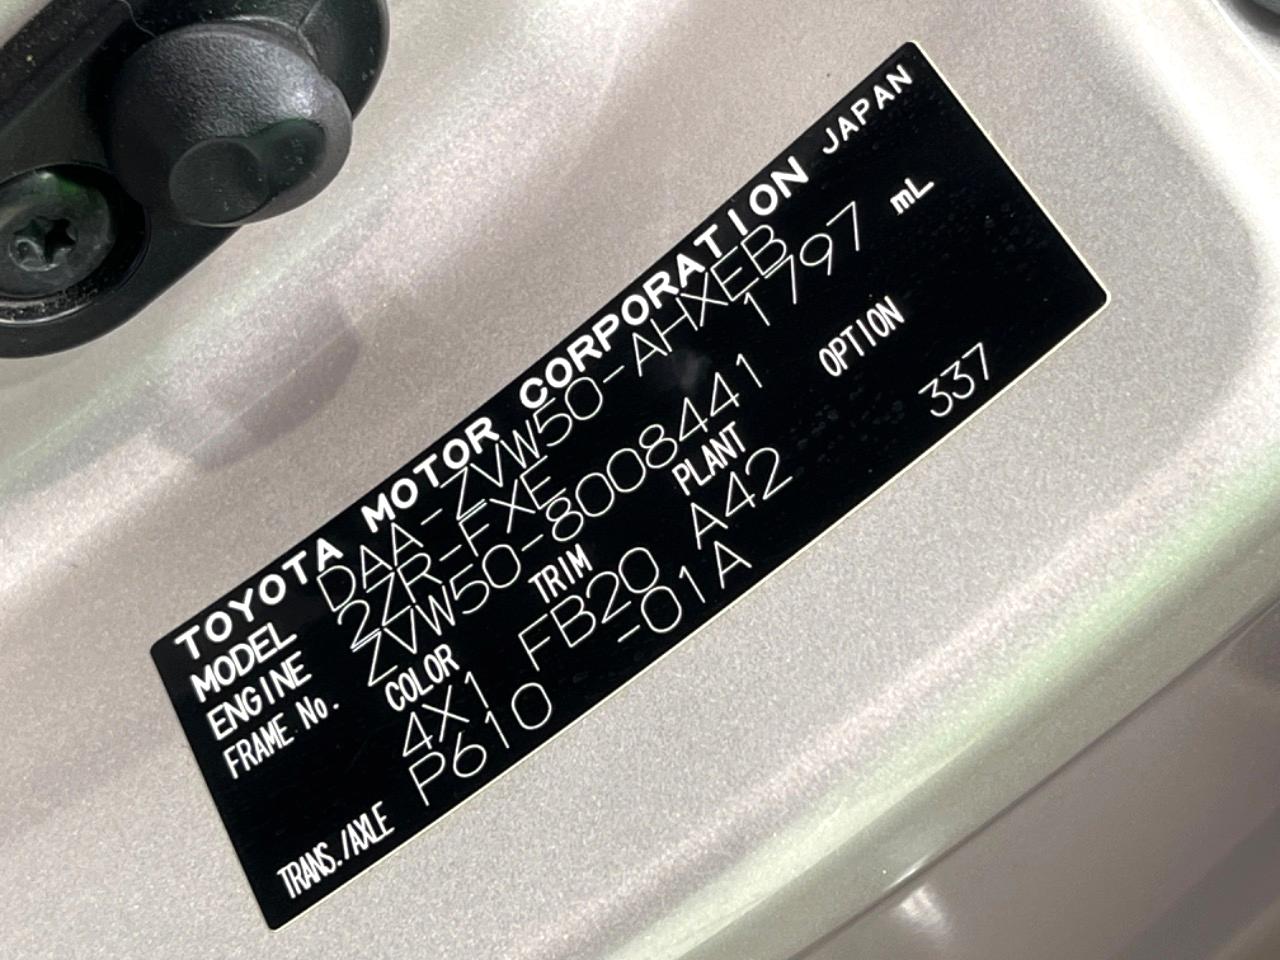 TOYOTA MOTOR CORPORATION JAPAN
MODEL DAA-ZVW50-AHXEB
ENGINE 2ZR-FXE 1797 mL
FRAME No. ZVW50-8008441
COLOR TRIM PLANT OPTION
4X1 FB20 A42 337
TRANS./AXLE P610 -01A